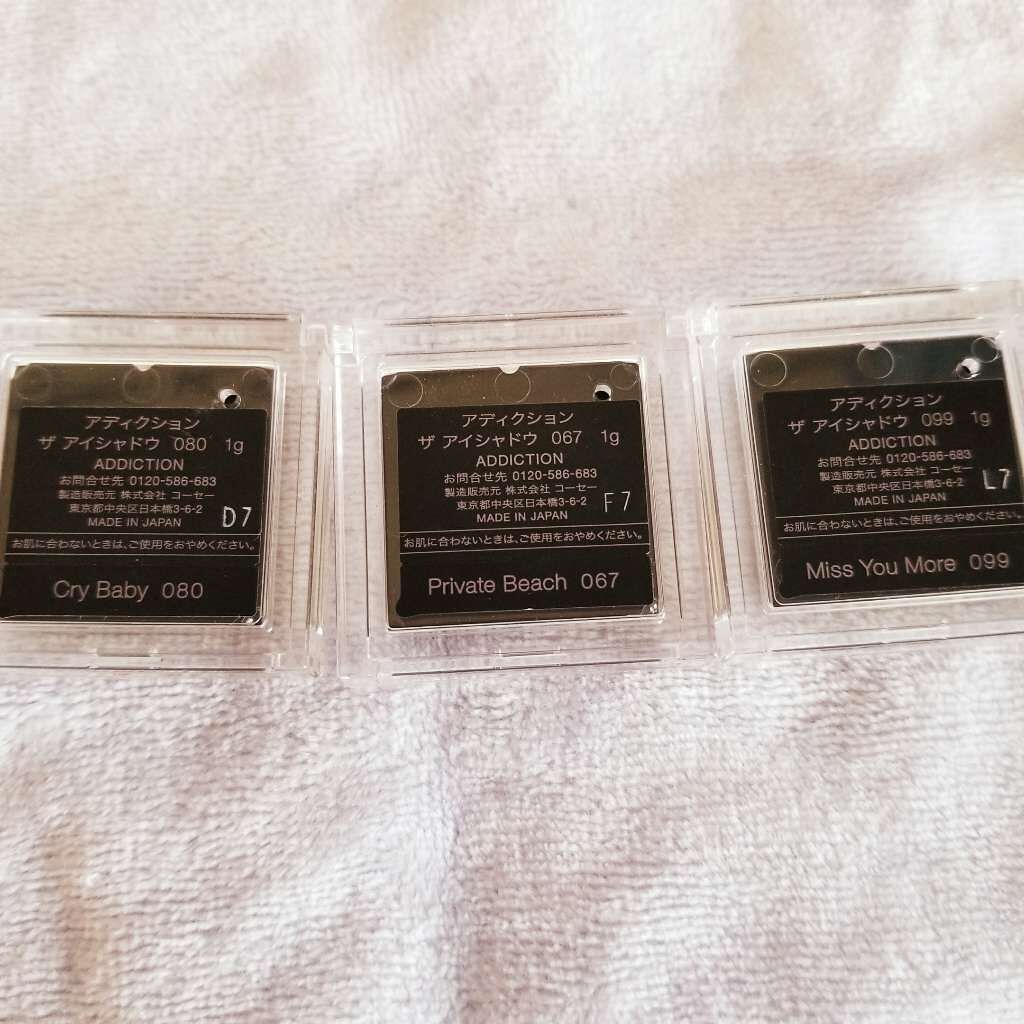 アディクション
ザ アイシャドウ 080 1g
ADDICTION
お問合せ先 0120-586-683
製造販売元 株式会社 コーセー
東京都中央区日本橋3-6-2
MADE IN JAPAN
D7
お肌に合わないときは、ご使用をおやめください。
Cry Baby 080
アディクション
ザ アイシャドウ 067 1g
ADDICTION
お問合せ先 0120-586-683
製造販売元 株式会社 コーセー
東京都中央区日本橋3-6-2
MADE IN JAPAN
F7
お肌に合わないときは、ご使用をおやめください。
Private Beach 067
アディクション
ザ アイシャドウ 099 1g
ADDICTION
お問合せ先 0120-586-683
製造販売元 株式会社 コーセー
東京都中央区日本橋3-6-2
MADE IN JAPAN
L7
お肌に合わないときは、ご使用をおやめください。
Miss You More 099